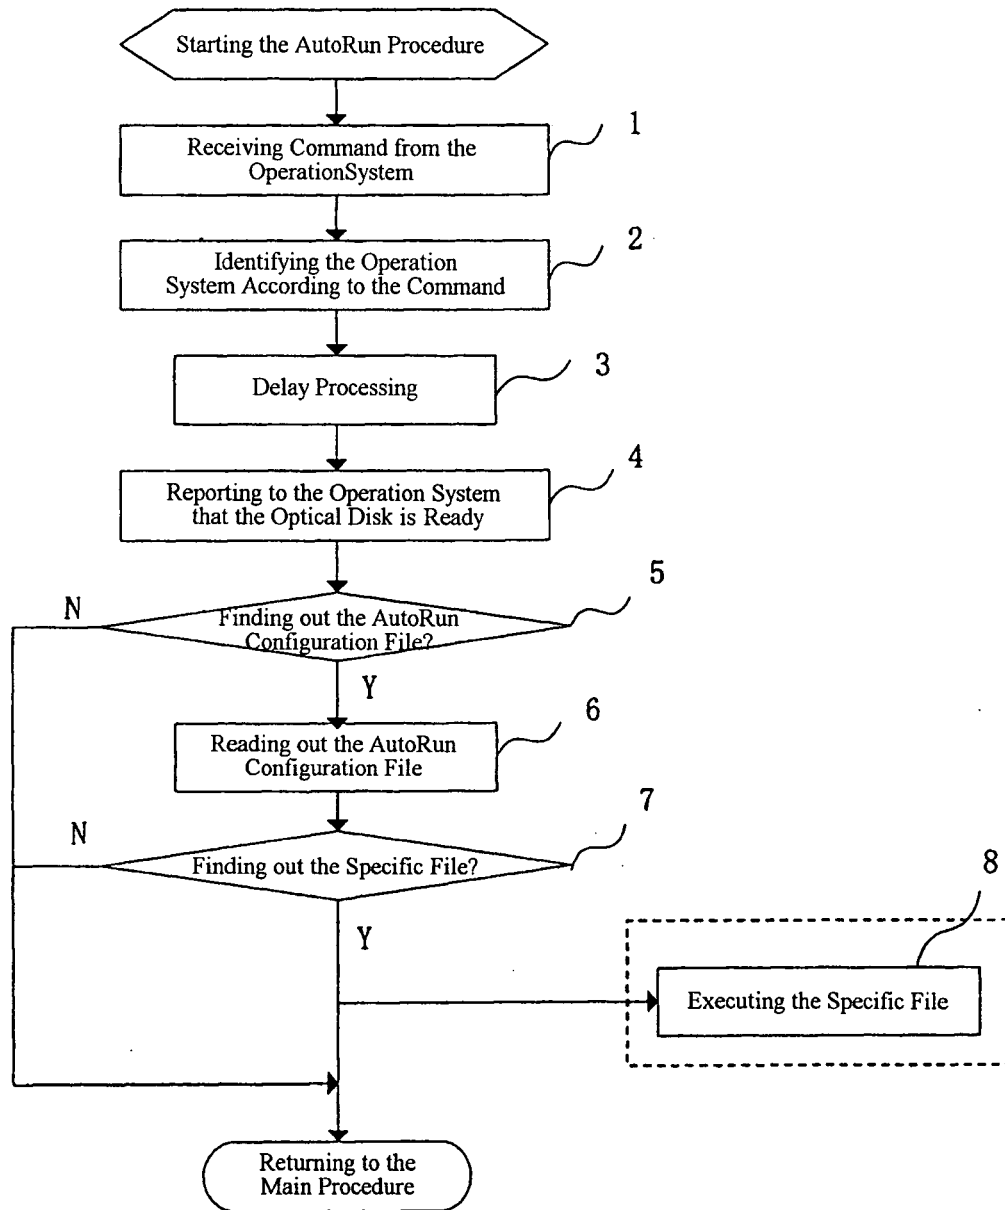 Starting the AutoRun Procedure
1
Receiving Command from the
OperationSystem
2
Identifying the Operation
System According to the Command
3
Delay Processing
4
Reporting to the Operation System
that the Optical Disk is Ready
5
N
Finding out the AutoRun
Configuration File?
Y
6
Reading out the AutoRun
Configuration File
7
N
Finding out the Specific File?
8
Y
Executing the Specific File
Returning to the
Main Procedure